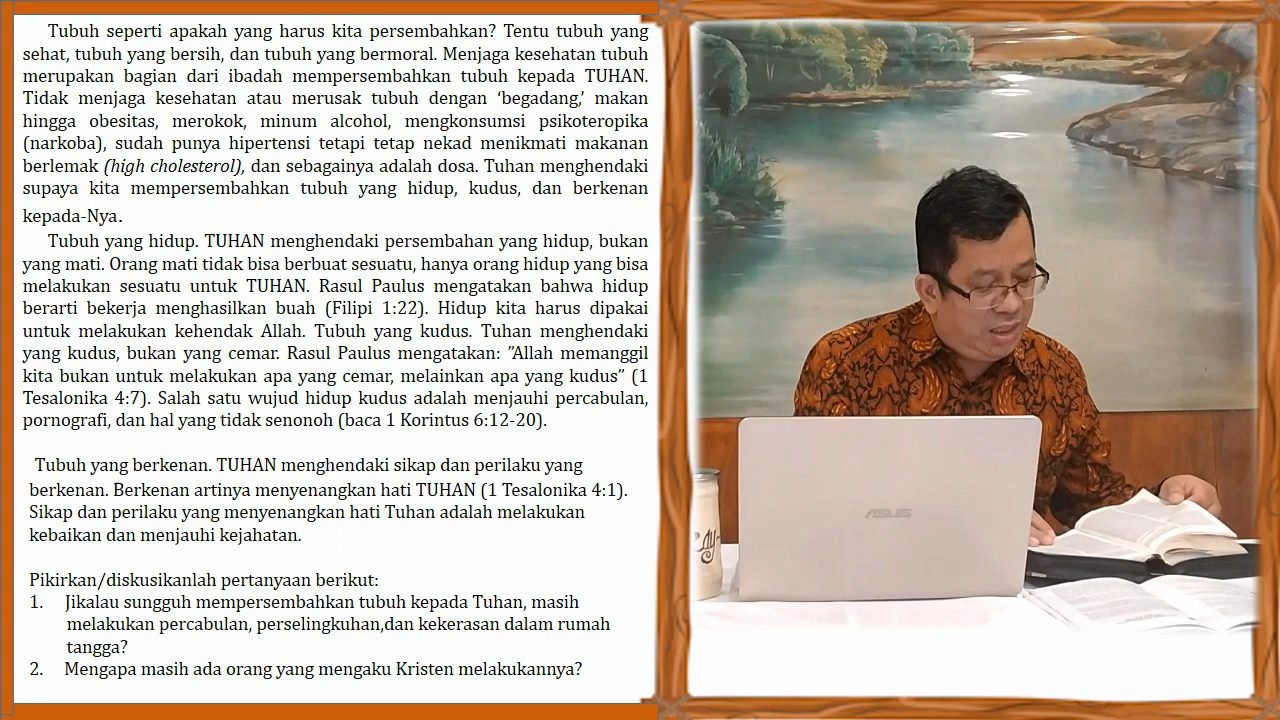 Tubuh seperti apakah yang harus kita persembahkan? Tentu tubuh yang
sehat, tubuh yang bersih, dan tubuh yang bermoral. Menjaga kesehatan tubuh
merupakan bagian dari ibadah mempersembahkan tubuh kepada TUHAN.
Tidak menjaga kesehatan atau merusak tubuh dengan ‘begadang,’ makan
hingga obesitas, merokok, minum alcohol, mengkonsumsi psikoteropika
(narkoba), sudah punya hipertensi tetapi tetap nekad menikmati makanan
berlemak (high cholesterol), dan sebagainya adalah dosa. Tuhan menghendaki
supaya kita mempersembahkan tubuh yang hidup, kudus, dan berkenan
kepada-Nya.
Tubuh yang hidup. TUHAN menghendaki persembahan yang hidup, bukan
yang mati. Orang mati tidak bisa berbuat sesuatu, hanya orang hidup yang bisa
melakukan sesuatu untuk TUHAN. Rasul Paulus mengatakan bahwa hidup
berarti bekerja menghasilkan buah (Filipi 1:22). Hidup kita harus dipakai
untuk melakukan kehendak Allah. Tubuh yang kudus. Tuhan menghendaki
yang kudus, bukan yang cemar. Rasul Paulus mengatakan: ”Allah memanggil
kita bukan untuk melakukan apa yang cemar, melainkan apa yang kudus” (1
Tesalonika 4:7). Salah satu wujud hidup kudus adalah menjauhi percabulan,
pornografi, dan hal yang tidak senonoh (baca 1 Korintus 6:12-20).
Tubuh yang berkenan. TUHAN menghendaki sikap dan perilaku yang
berkenan. Berkenan artinya menyenangkan hati TUHAN (1 Tesalonika 4:1).
Sikap dan perilaku yang menyenangkan hati Tuhan adalah melakukan
kebaikan dan menjauhi kejahatan.
Pikirkan/diskusikanlah pertanyaan berikut:
1. Jikalau sungguh mempersembahkan tubuh kepada Tuhan, masih
melakukan percabulan, perselingkuhan,dan kekerasan dalam rumah
tangga?
2. Mengapa masih ada orang yang mengaku Kristen melakukannya?
ASUS